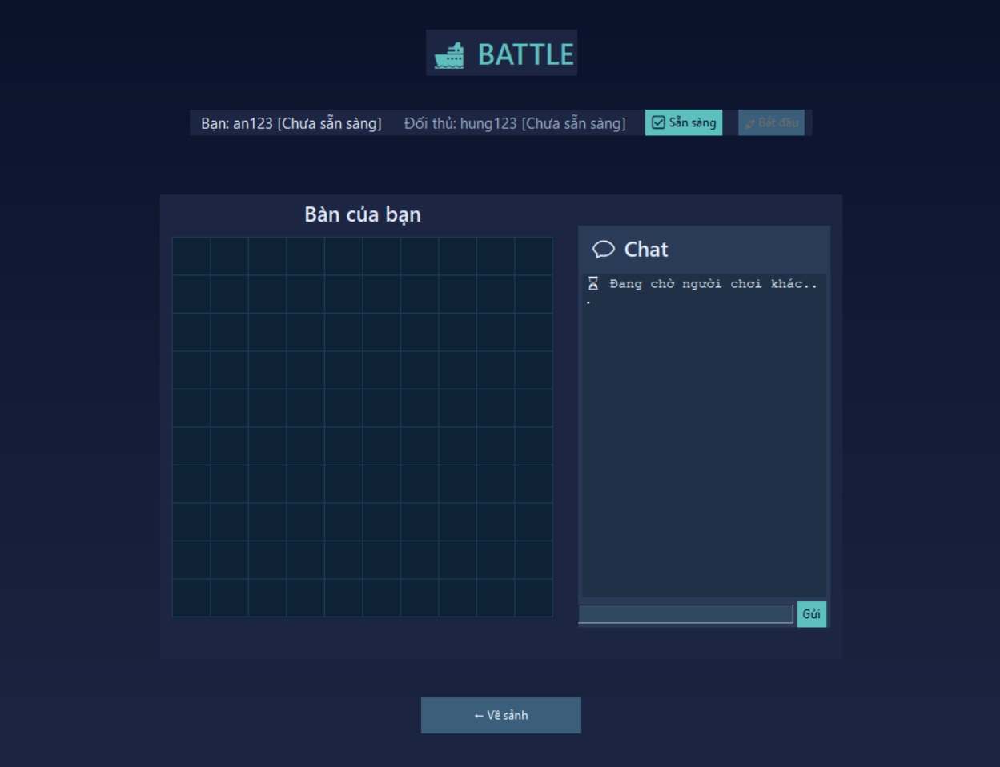 BATTLE
Bạn: an123 [Chưa sẵn sàng] Đối thủ: hung123 [Chưa sẵn sàng] Sẵn sàng Bắt đầu
Bàn của bạn
Chat
Đang chờ người chơi khác..
.
Gửi
← Về sảnh